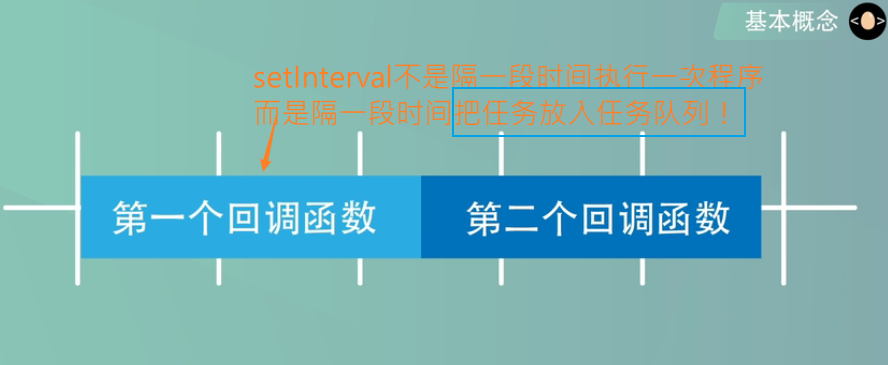 基本概念
setInterval不是隔一段时间执行一次程序
而是隔一段时间把任务放入任务队列！
第一个回调函数
第二个回调函数